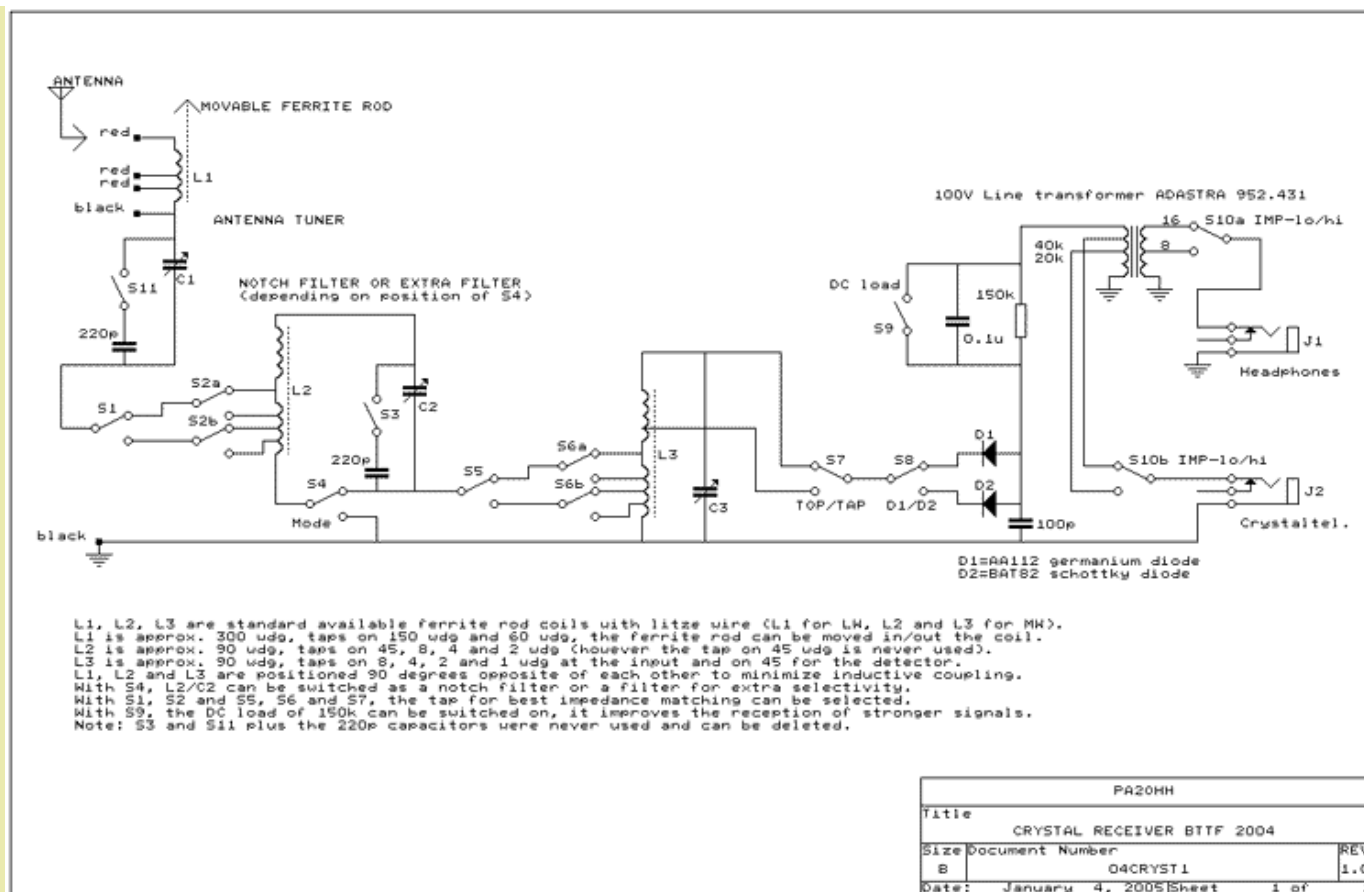 ANTENNA
MOVABLE FERRITE ROD
red
red
red
L1
black
ANTENNA TUNER
S11
C1
220p
NOTCH FILTER OR EXTRA FILTER
(depending on position of S4)
S1
S2a
S2b
L2
S3
C2
220p
S4
Mode
S5
S6a
S6b
L3
C3
black
100V Line transformer ADASTRA 952.431
16
S10a IMP-lo/hi
40k
20k
8
DC load
150k
S9
0.1u
J1
Headphones
D1
S7
S8
D2
TOP/TAP
D1/D2
100p
S10b IMP-lo/hi
J2
Crystaltel.
D1=AA112 germanium diode
D2=BAT82 schottky diode
L1, L2, L3 are standard available ferrite rod coils with litze wire (L1 for LW, L2 and L3 for MW).
L1 is approx. 300 wdg, taps on 150 wdg and 60 wdg, the ferrite rod can be moved in/out the coil.
L2 is approx. 90 wdg, taps on 45, 8, 4 and 2 wdg (however the tap on 45 wdg is never used).
L3 is approx. 90 wdg, taps on 8, 4, 2 and 1 wdg at the input and on 45 for the detector.
L1, L2 and L3 are positioned 90 degrees opposite of each other to minimize inductive coupling.
With S4, L2/C2 can be switched as a notch filter or a filter for extra selectivity.
With S1, S2 and S5, S6 and S7, the tap for best impedance matching can be selected.
With S9, the DC load of 150k can be switched on, it improves the reception of stronger signals.
Note: S3 and S11 plus the 220p capacitors were never used and can be deleted.
PA2OHH
Title
CRYSTAL RECEIVER BTTF 2004
Size Document Number REV
B 04CRYST1 1.0
Date: January 4, 2005 Sheet 1 of